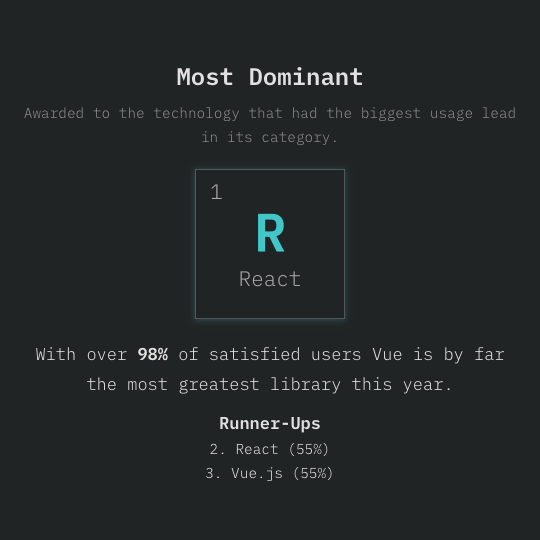 Most Dominant
Awarded to the technology that had the biggest usage lead
in its category.
1
R
React
With over 98% of satisfied users Vue is by far
the most greatest library this year.
Runner-Ups
2. React (55%)
3. Vue.js (55%)